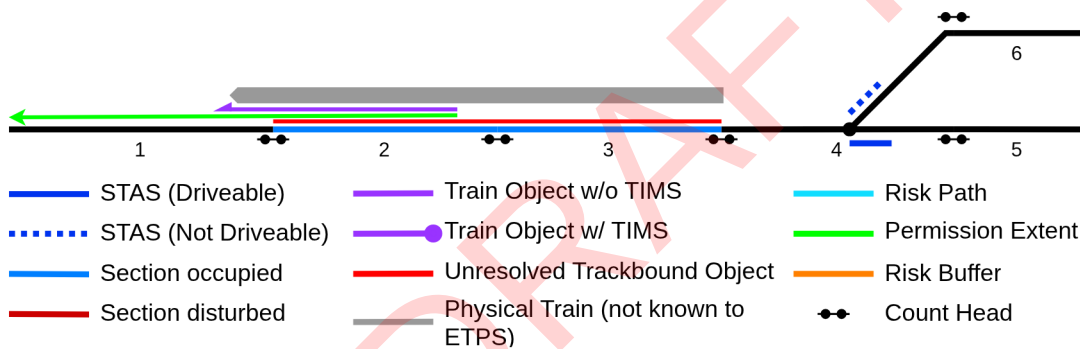 6
1
2
3
4
5
STAS (Driveable)
Train Object w/o TIMS
Risk Path
STAS (Not Driveable)
Train Object w/ TIMS
Permission Extent
Section occupied
Unresolved Trackbound Object
Risk Buffer
Section disturbed
Physical Train (not known to
ETPS)
Count Head
DRAFT